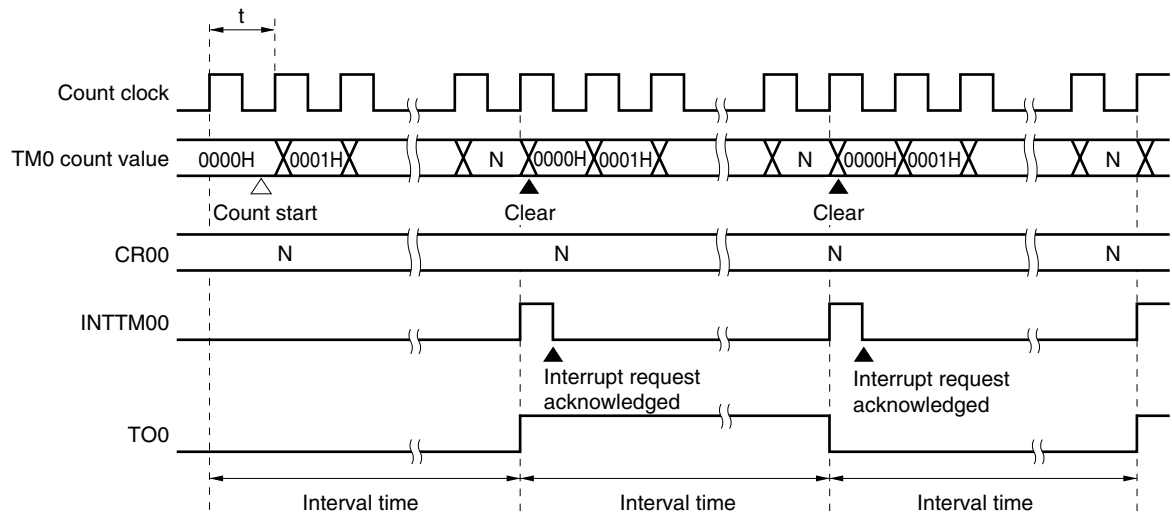 t
Count clock
TM0 count value 0000H 0001H N 0000H 0001H N 0000H 0001H N
Count start Clear Clear
CR00 N N N N
INTTM00
Interrupt request Interrupt request
acknowledged acknowledged
TO0
Interval time Interval time Interval time